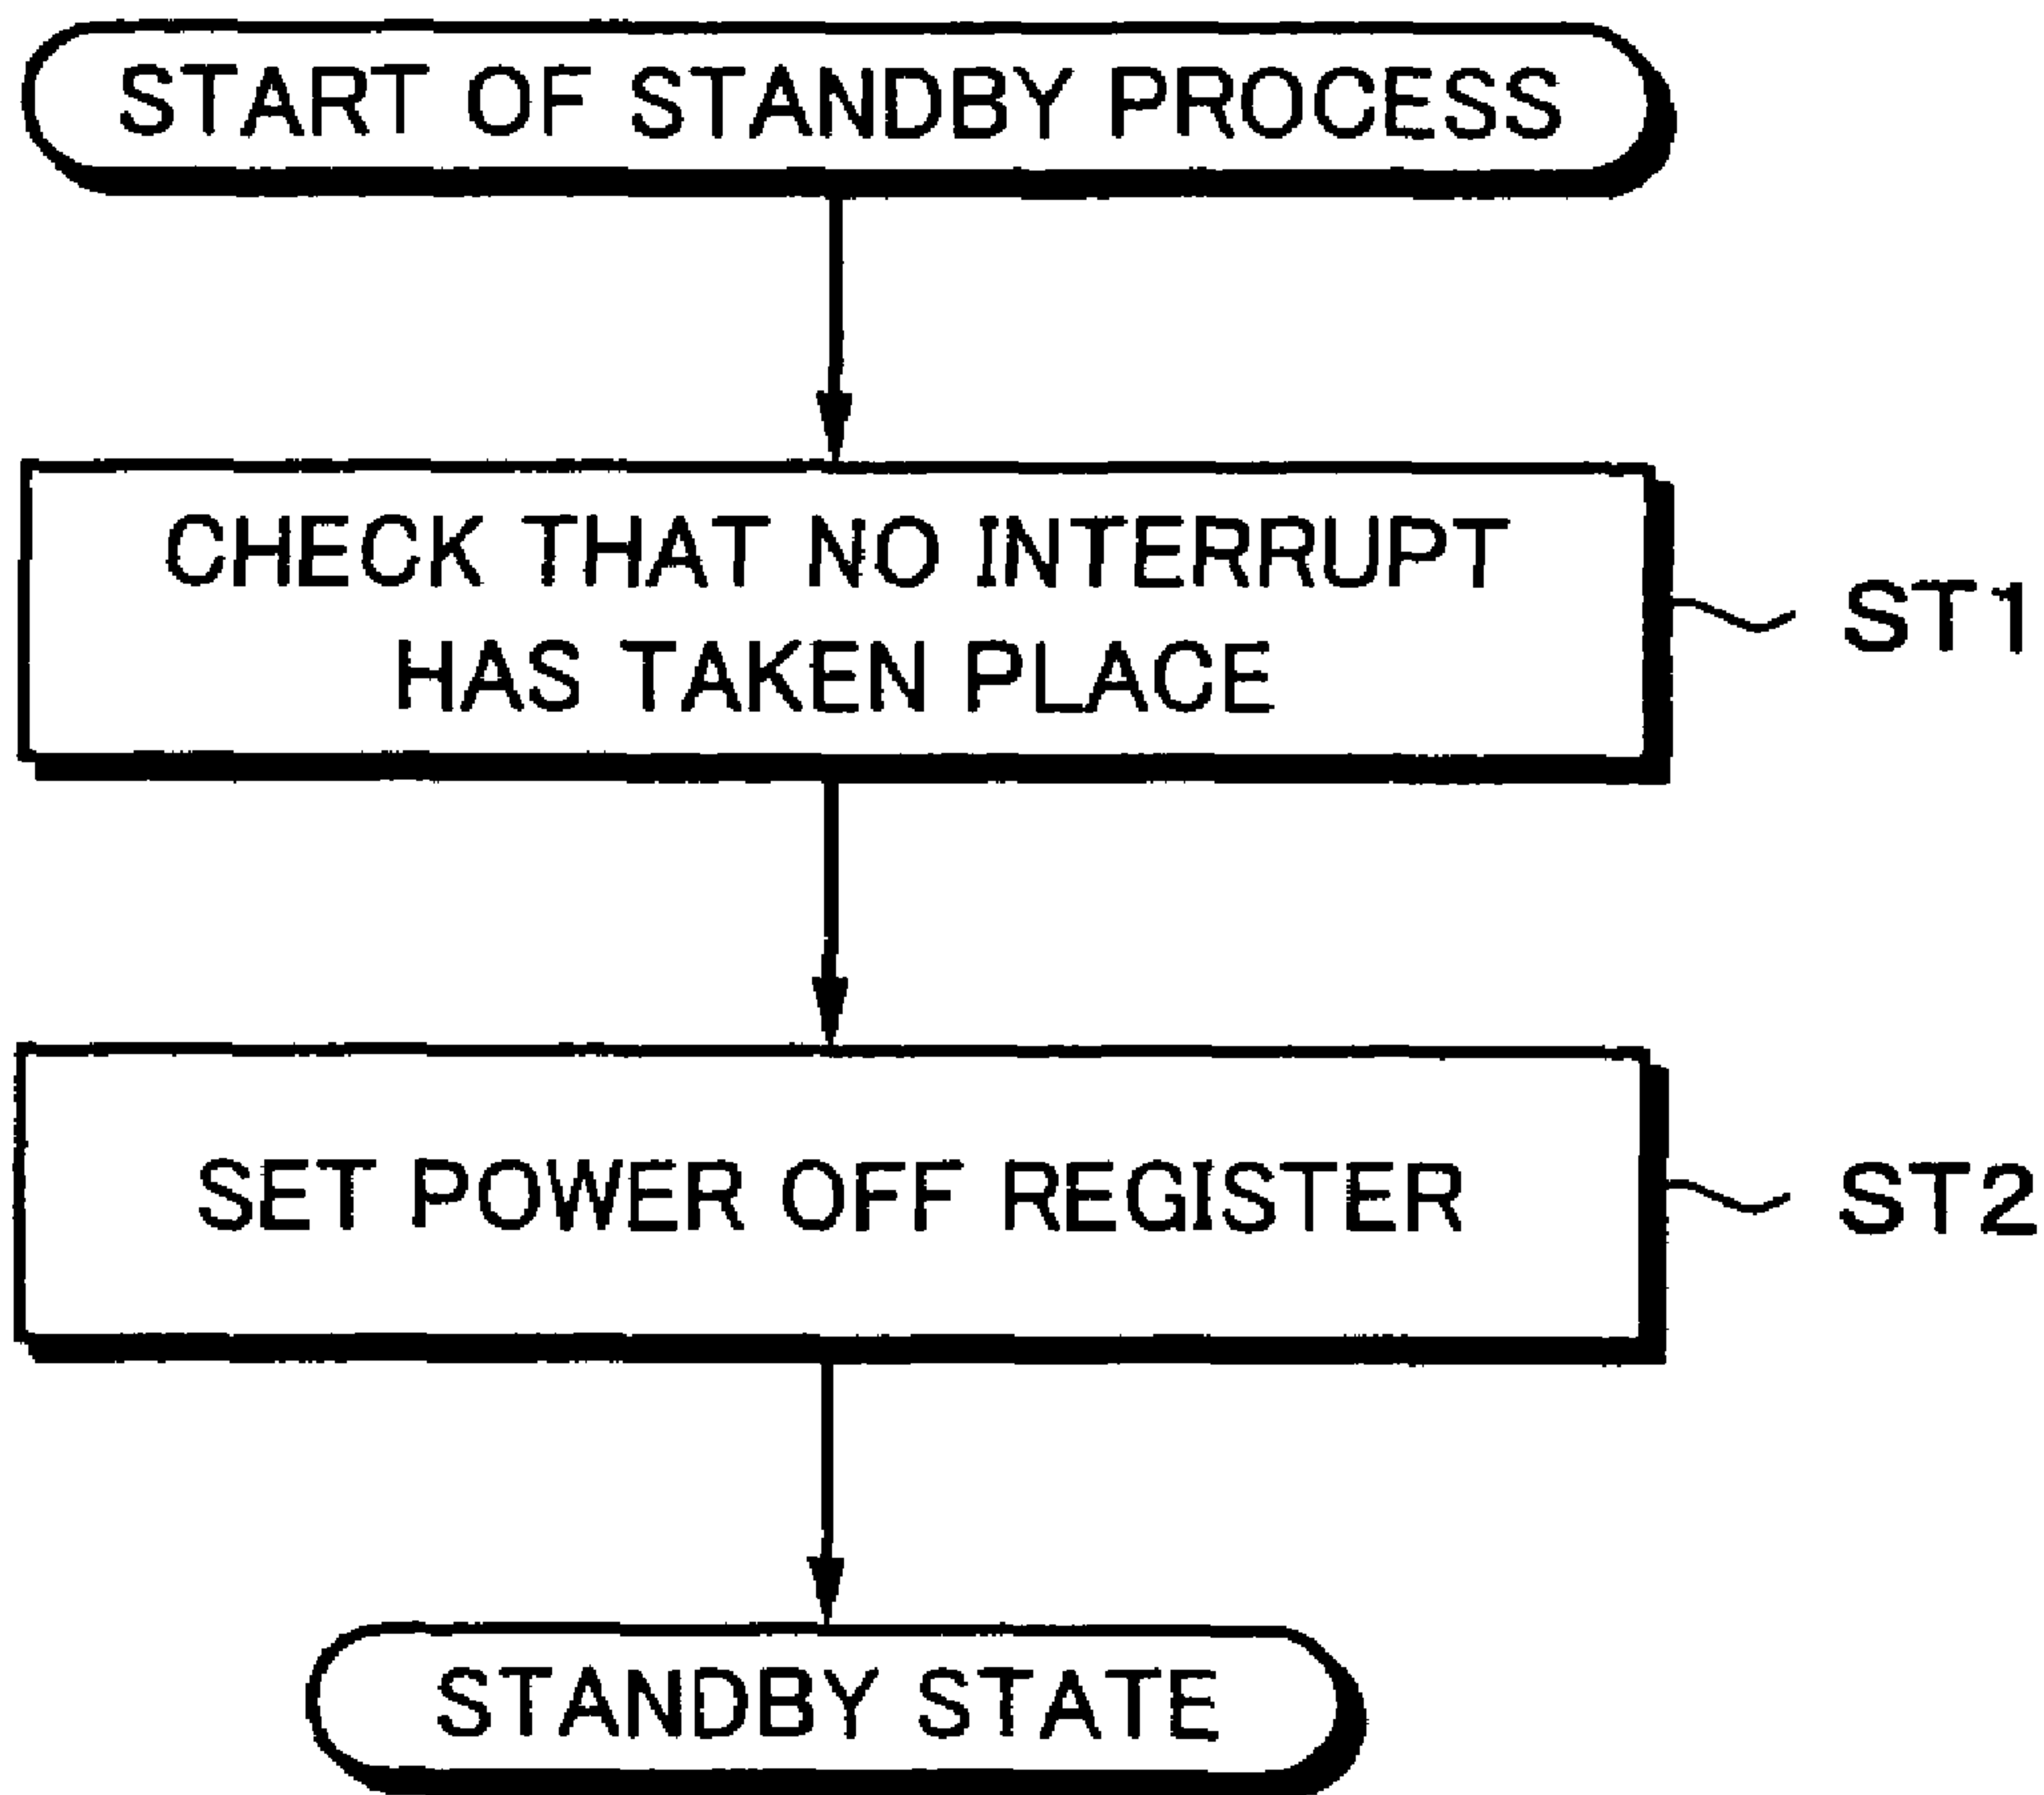 START OF STANDBY PROCESS
CHECK THAT NO INTERRUPT
HAS TAKEN PLACE
ST1
SET POWER OFF REGISTER
ST2
STANDBY STATE